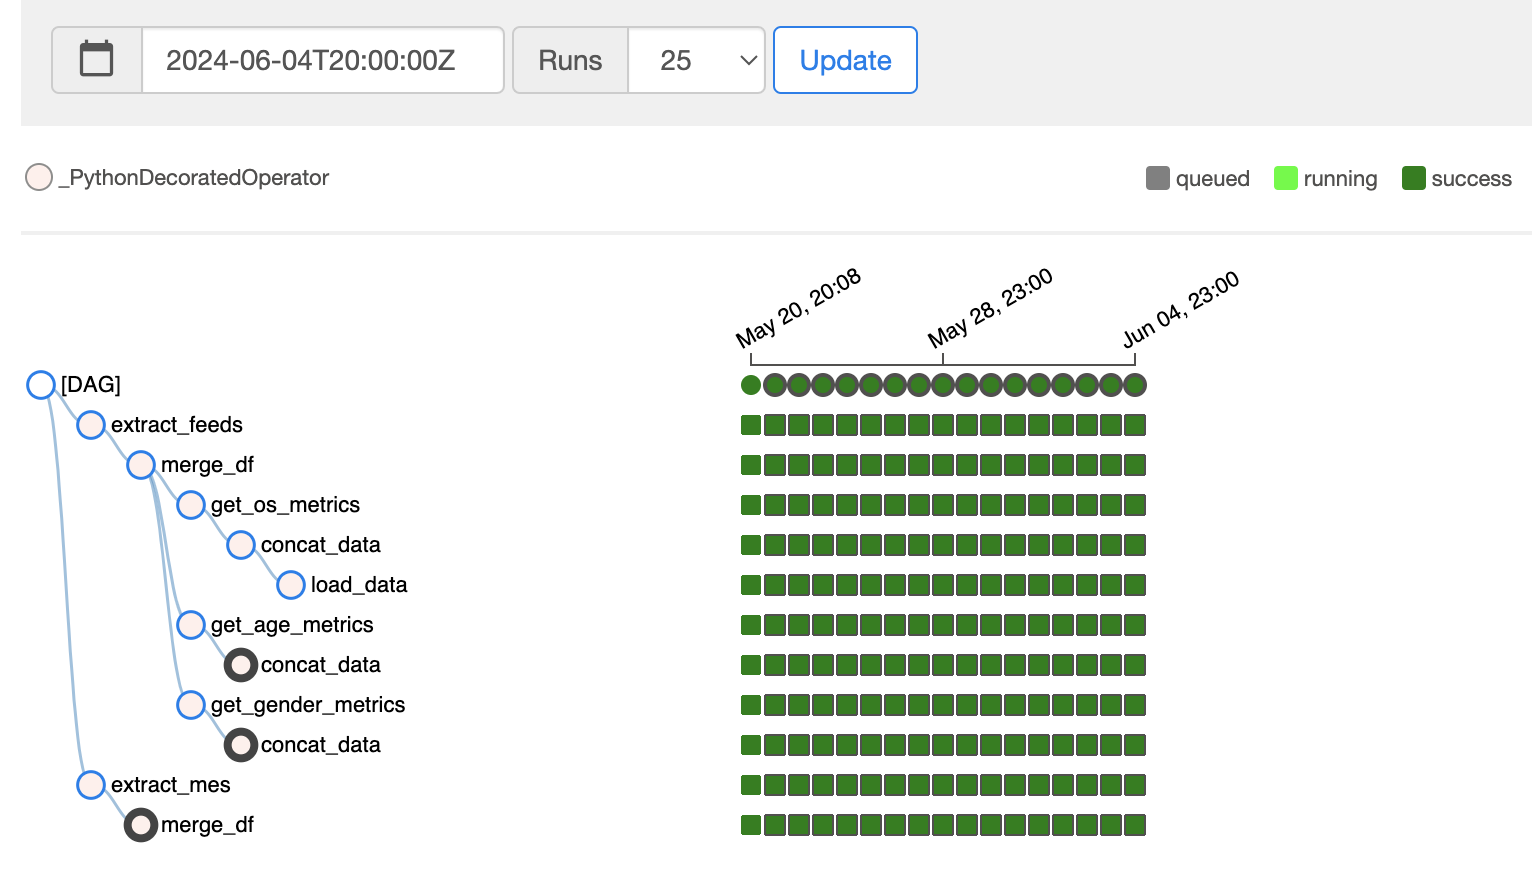 2024-06-04T20:00:00Z Runs 25 Update
_PythonDecoratedOperator queued running success
May 20, 20:08 May 28, 23:00 Jun 04, 23:00
[DAG]
extract_feeds
merge_df
get_os_metrics
concat_data
load_data
get_age_metrics
concat_data
get_gender_metrics
concat_data
extract_mes
merge_df